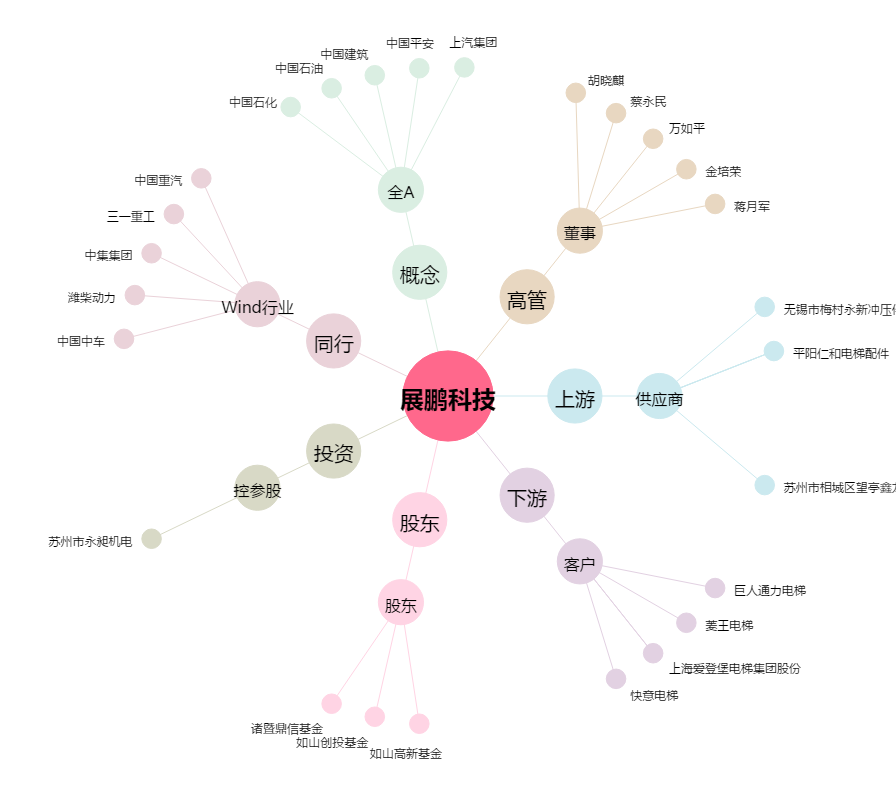 上汽集团
中国平安
中国建筑
中国石油
中国石化
全A
概念
胡晓麒
蔡永民
万如平
金培荣
蒋月军
董事
高管
中国重汽
三一重工
中集集团
潍柴动力
中国中车
Wind行业
同行
展鹏科技
上游
供应商
无锡市梅村永新冲压
平阳仁和电梯配件
苏州市相城区望亭鑫
投资
控参股
苏州市永昶机电
股东
股东
诸暨鼎信基金
如山创投基金
如山高新基金
下游
客户
巨人通力电梯
菱王电梯
上海爱登堡电梯集团股份
快意电梯